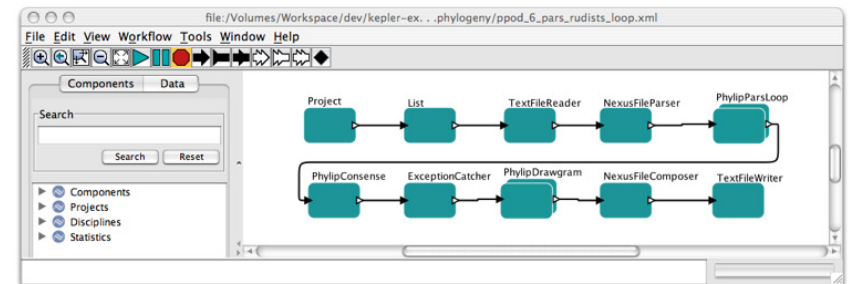 file:/Volumes/Workspace/dev/kepler-ex. . .phylogeny/ppod_6_pars_rudists_loop.xml
File Edit View Workflow Tools Window Help
Components Data
Search
Search Reset
Components
Projects
Disciplines
Statistics
Project List TextFileReader NexusFileParser PhylipParsLoop
PhylipConsense ExceptionCatcher PhylipDrawgram NexusFileComposer TextFileWriter